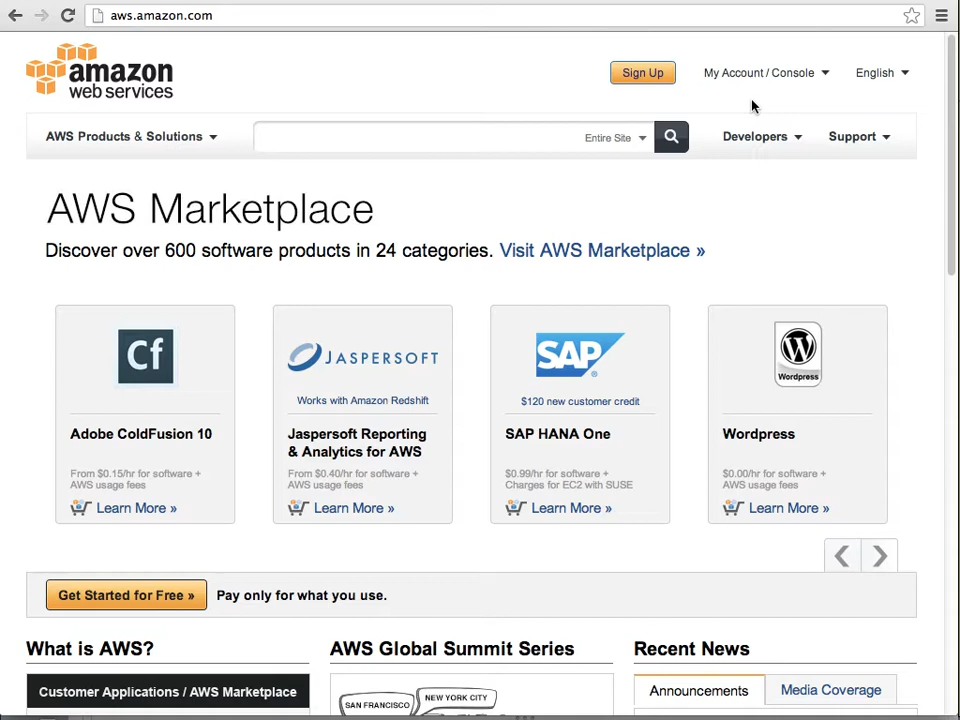 aws.amazon.com
amazon
web services
Sign Up
My Account / Console
English
AWS Products & Solutions
Entire Site
Developers
Support
AWS Marketplace
Discover over 600 software products in 24 categories. Visit AWS Marketplace »
Cf
Adobe ColdFusion 10
From $0.15/hr for software +
AWS usage fees
Learn More »
JASPERSOFT
Works with Amazon Redshift
Jaspersoft Reporting
& Analytics for AWS
From $0.40/hr for software +
AWS usage fees
Learn More »
SAP
$120 new customer credit
SAP HANA One
$0.99/hr for software +
Charges for EC2 with SUSE
Learn More »
W
Wordpress
Wordpress
$0.00/hr for software +
AWS usage fees
Learn More »
Get Started for Free » Pay only for what you use.
What is AWS?
Customer Applications / AWS Marketplace
AWS Global Summit Series
SAN FRANCISCO
NEW YORK CITY
Recent News
Announcements
Media Coverage